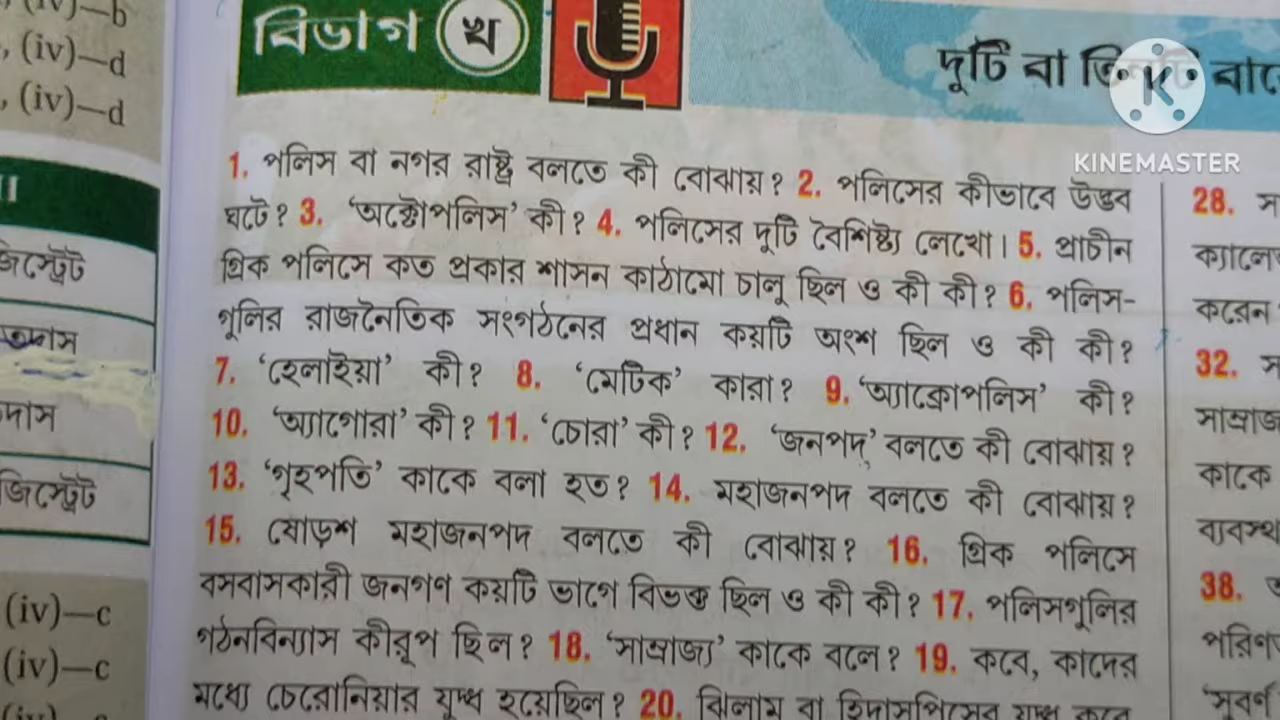 (iv)—b
, (iv)—d
, (iv)—d
বিভাগ খ
দুটি বা
KINEMASTER
1. পলিস বা নগর রাষ্ট্র বলতে কী বোঝায়? 2. পলিসের কীভাবে উদ্ভব
ঘটে? 3. ‘অক্টোপলিস’ কী? 4. পলিসের দুটি বৈশিষ্ট্য লেখো। 5. প্রাচীন
গ্রিক পলিসে কত প্রকার শাসন কাঠামো চালু ছিল ও কী কী? 6. পলিস-
গুলির রাজনৈতিক সংগঠনের প্রধান কয়টি অংশ ছিল ও কী কী?
7. ‘হেলাইয়া’ কী? 8. ‘মেটিক’ কারা? 9. ‘অ্যাক্রোপলিস’ কী?
10. ‘অ্যাগোরা’ কী? 11. ‘চোরা’ কী? 12. ‘জনপদ’ বলতে কী বোঝায়?
13. ‘গৃহপতি’ কাকে বলা হত? 14. মহাজনপদ বলতে কী বোঝায়?
15. ষোড়শ মহাজনপদ বলতে কী বোঝায়? 16. গ্রিক পলিসে
বসবাসকারী জনগণ কয়টি ভাগে বিভক্ত ছিল ও কী কী? 17. পলিসগুলির
গঠনবিন্যাস কীরূপ ছিল? 18. ‘সাম্রাজ্য’ কাকে বলে? 19. কবে, কাদের
মধ্যে চেরোনিয়ার যুদ্ধ হয়েছিল? 20. ঝিলাম বা হিদাসপিসের যুদ্ধ কবে
28.
করেন
32.
কাকে
38.
(iv)—c
(iv)—c